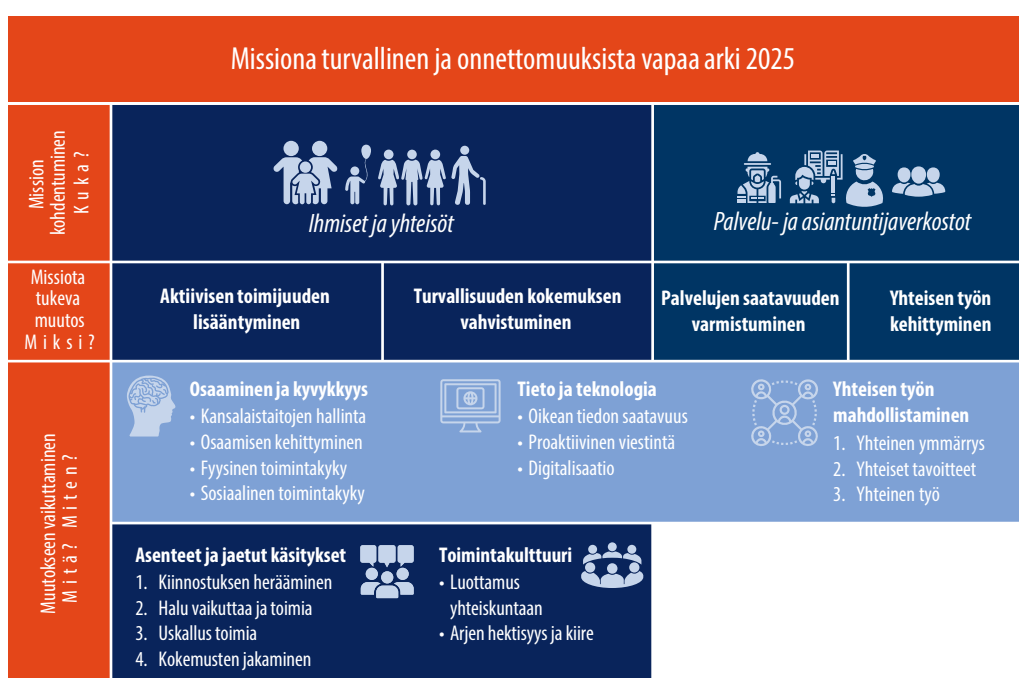 Missiona turvallinen ja onnettomuuksista vapaa arki 2025
Mission
kohdentuminen
Kuka?
Ihmiset ja yhteisöt
Palvelu- ja asiantuntijaverkostot
Missiota
tukeva
muutos
Miksi?
Aktiivisen toimijuuden
lisääntyminen
Turvallisuuden kokemuksen
vahvistuminen
Palvelujen saatavuuden
varmistuminen
Yhteisen työn
kehittyminen
Muutokseen vaikuttaminen
Mitä? Miten?
Osaaminen ja kyvykkyys
• Kansalaistaitojen hallinta
• Osaamisen kehittyminen
• Fyysinen toimintakyky
• Sosiaalinen toimintakyky
Tieto ja teknologia
• Oikean tiedon saatavuus
• Proaktiivinen viestintä
• Digitalisaatio
Yhteisen työn
mahdollistaminen
1. Yhteinen ymmärrys
2. Yhteiset tavoitteet
3. Yhteinen työ
Asenteet ja jaetut käsitykset
1. Kiinnostuksen herääminen
2. Halu vaikuttaa ja toimia
3. Uskallus toimia
4. Kokemusten jakaminen
Toimintakulttuuri
• Luottamus
yhteiskuntaan
• Arjen hektisyys ja kiire